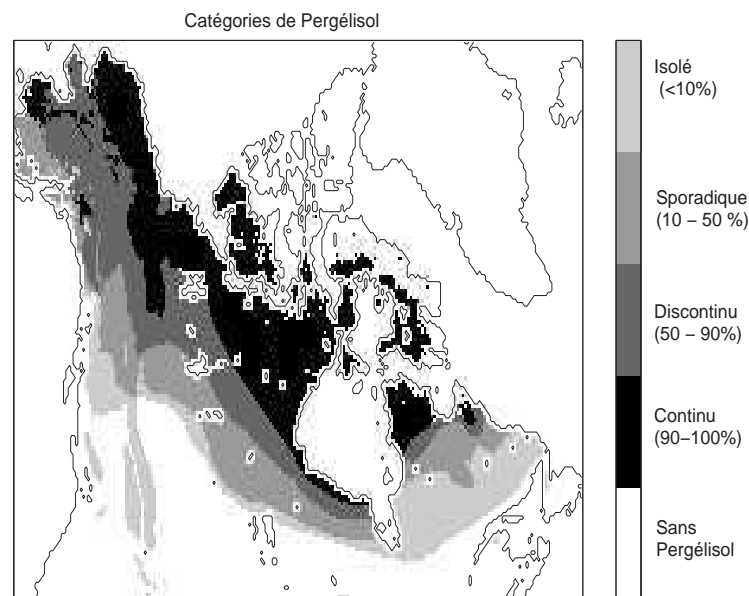 Catégories de Pergélisol
Isolé
(<10%)
Sporadique
(10 – 50 %)
Discontinu
(50 – 90%)
Continu
(90–100%)
Sans
Pergélisol